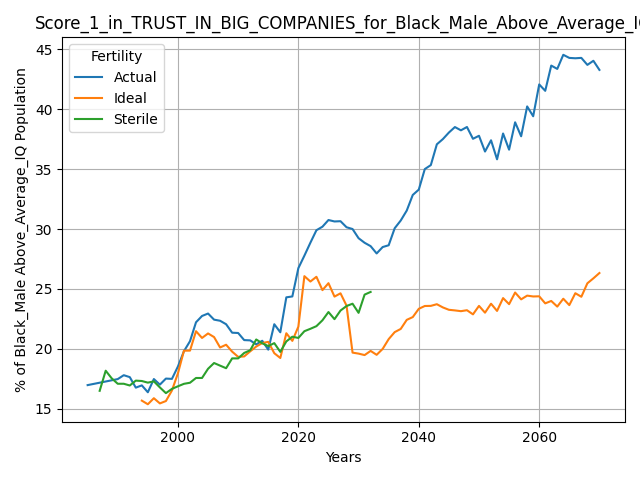 Score_1_in_TRUST_IN_BIG_COMPANIES_for_Black_Male_Above_Average_I
Fertility
Actual
Ideal
Sterile
% of Black_Male Above_Average_IQ Population
45
40
35
30
25
20
15
2000
2020
2040
2060
Years